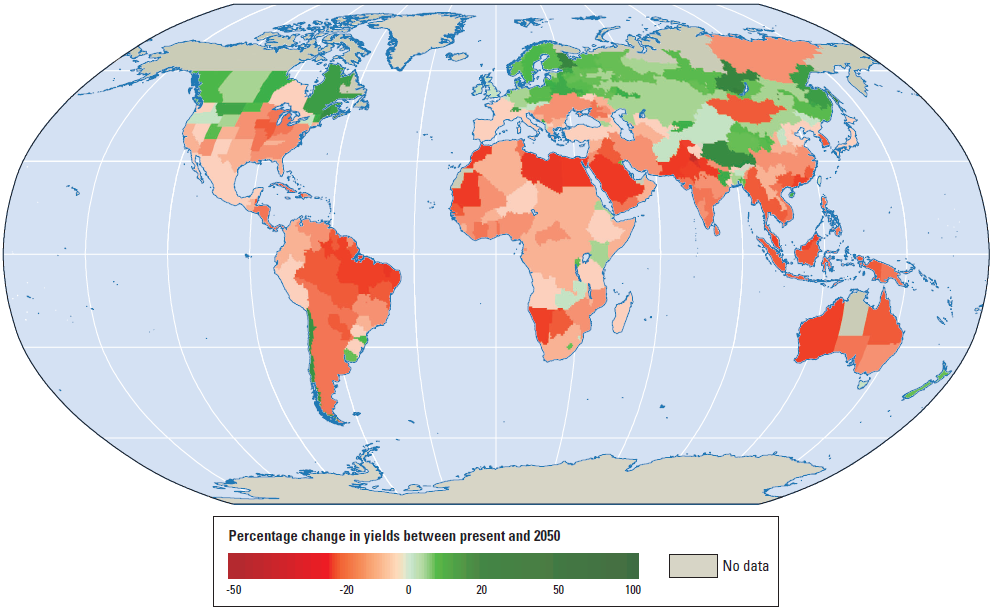 Percentage change in yields between present and 2050
-50 -20 0 20 50 100
No data